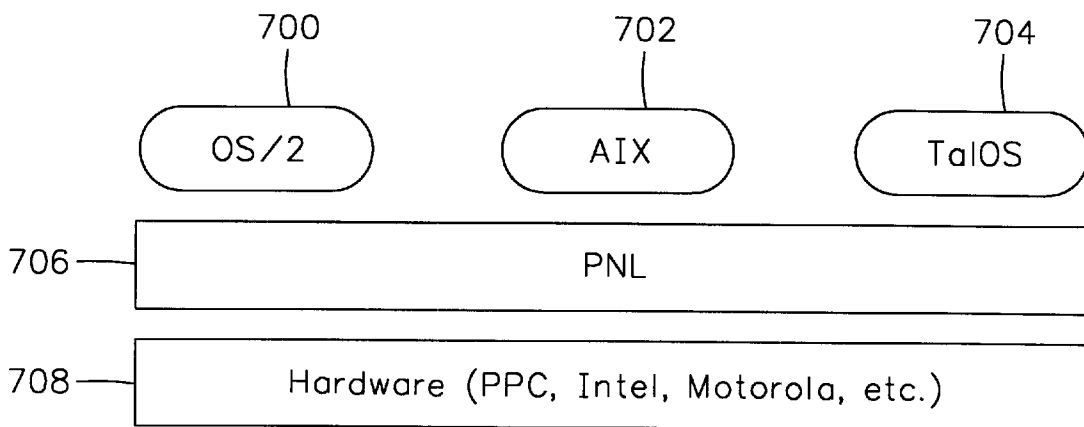 700 702 704
OS/2 AIX TalOS
706 PNL
708 Hardware (PPC, Intel, Motorola, etc.)